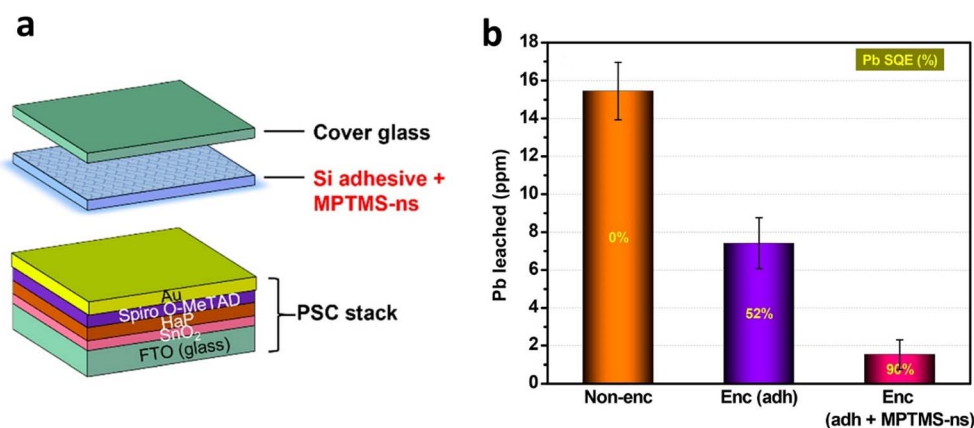 a
Cover glass
Si adhesive +
MPTMS-ns
Au
Spiro O-MeTAD
HaP
SnO₂
FTO (glass)
PSC stack
b
Pb leached (ppm)
18
16
14
12
10
8
6
4
2
0
Pb SQE (%)
0%
52%
90%
Non-enc
Enc (adh)
Enc
(adh + MPTMS-ns)